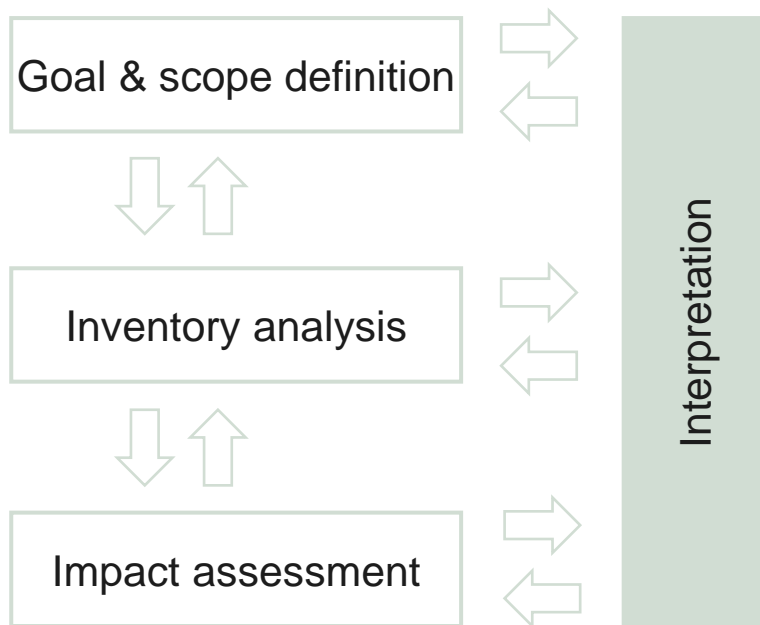 Goal & scope definition
Inventory analysis
Impact assessment
Interpretation